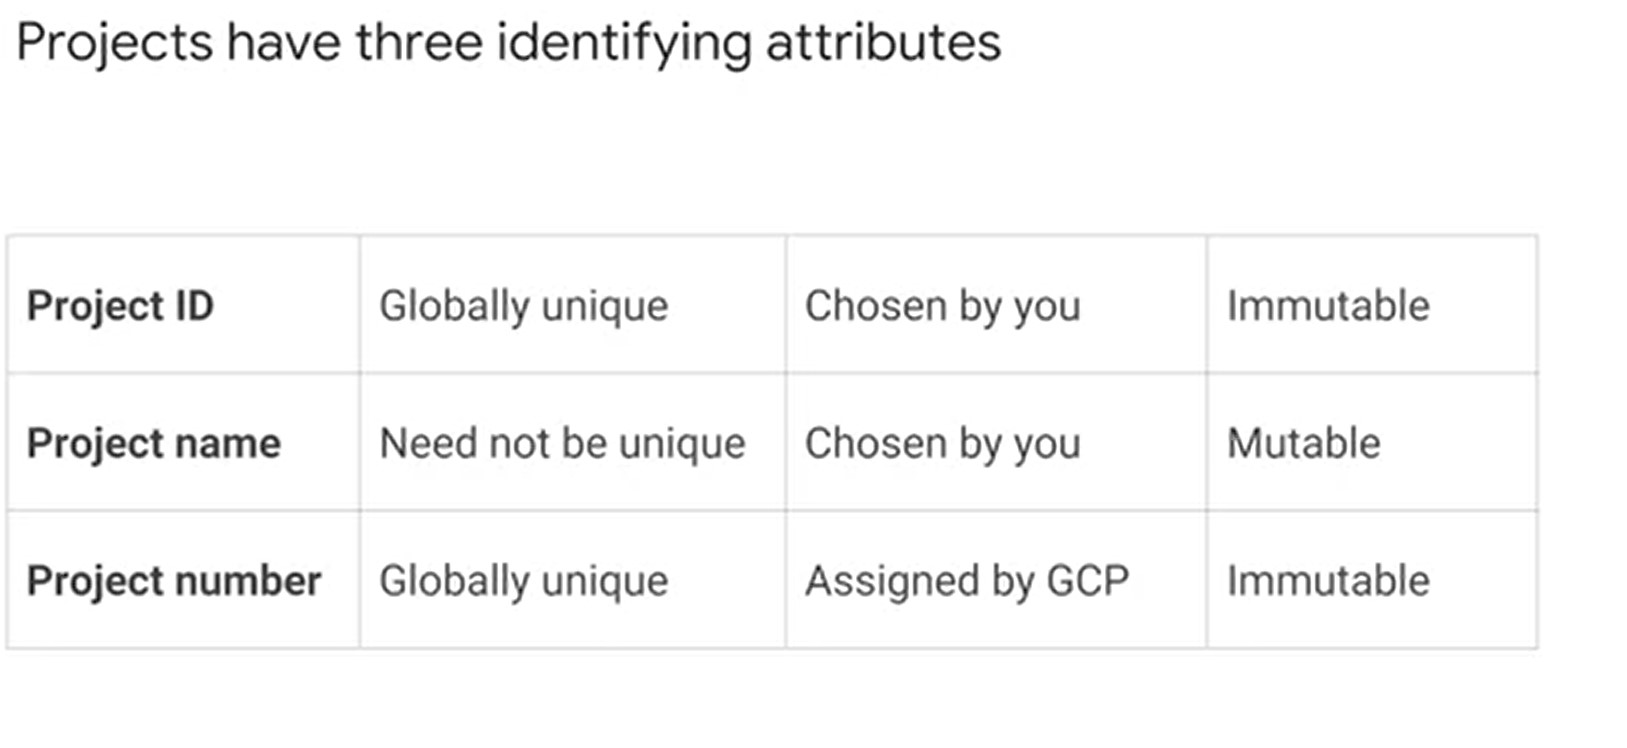 Projects have three identifying attributes
Project ID Globally unique Chosen by you Immutable
Project name Need not be unique Chosen by you Mutable
Project number Globally unique Assigned by GCP Immutable